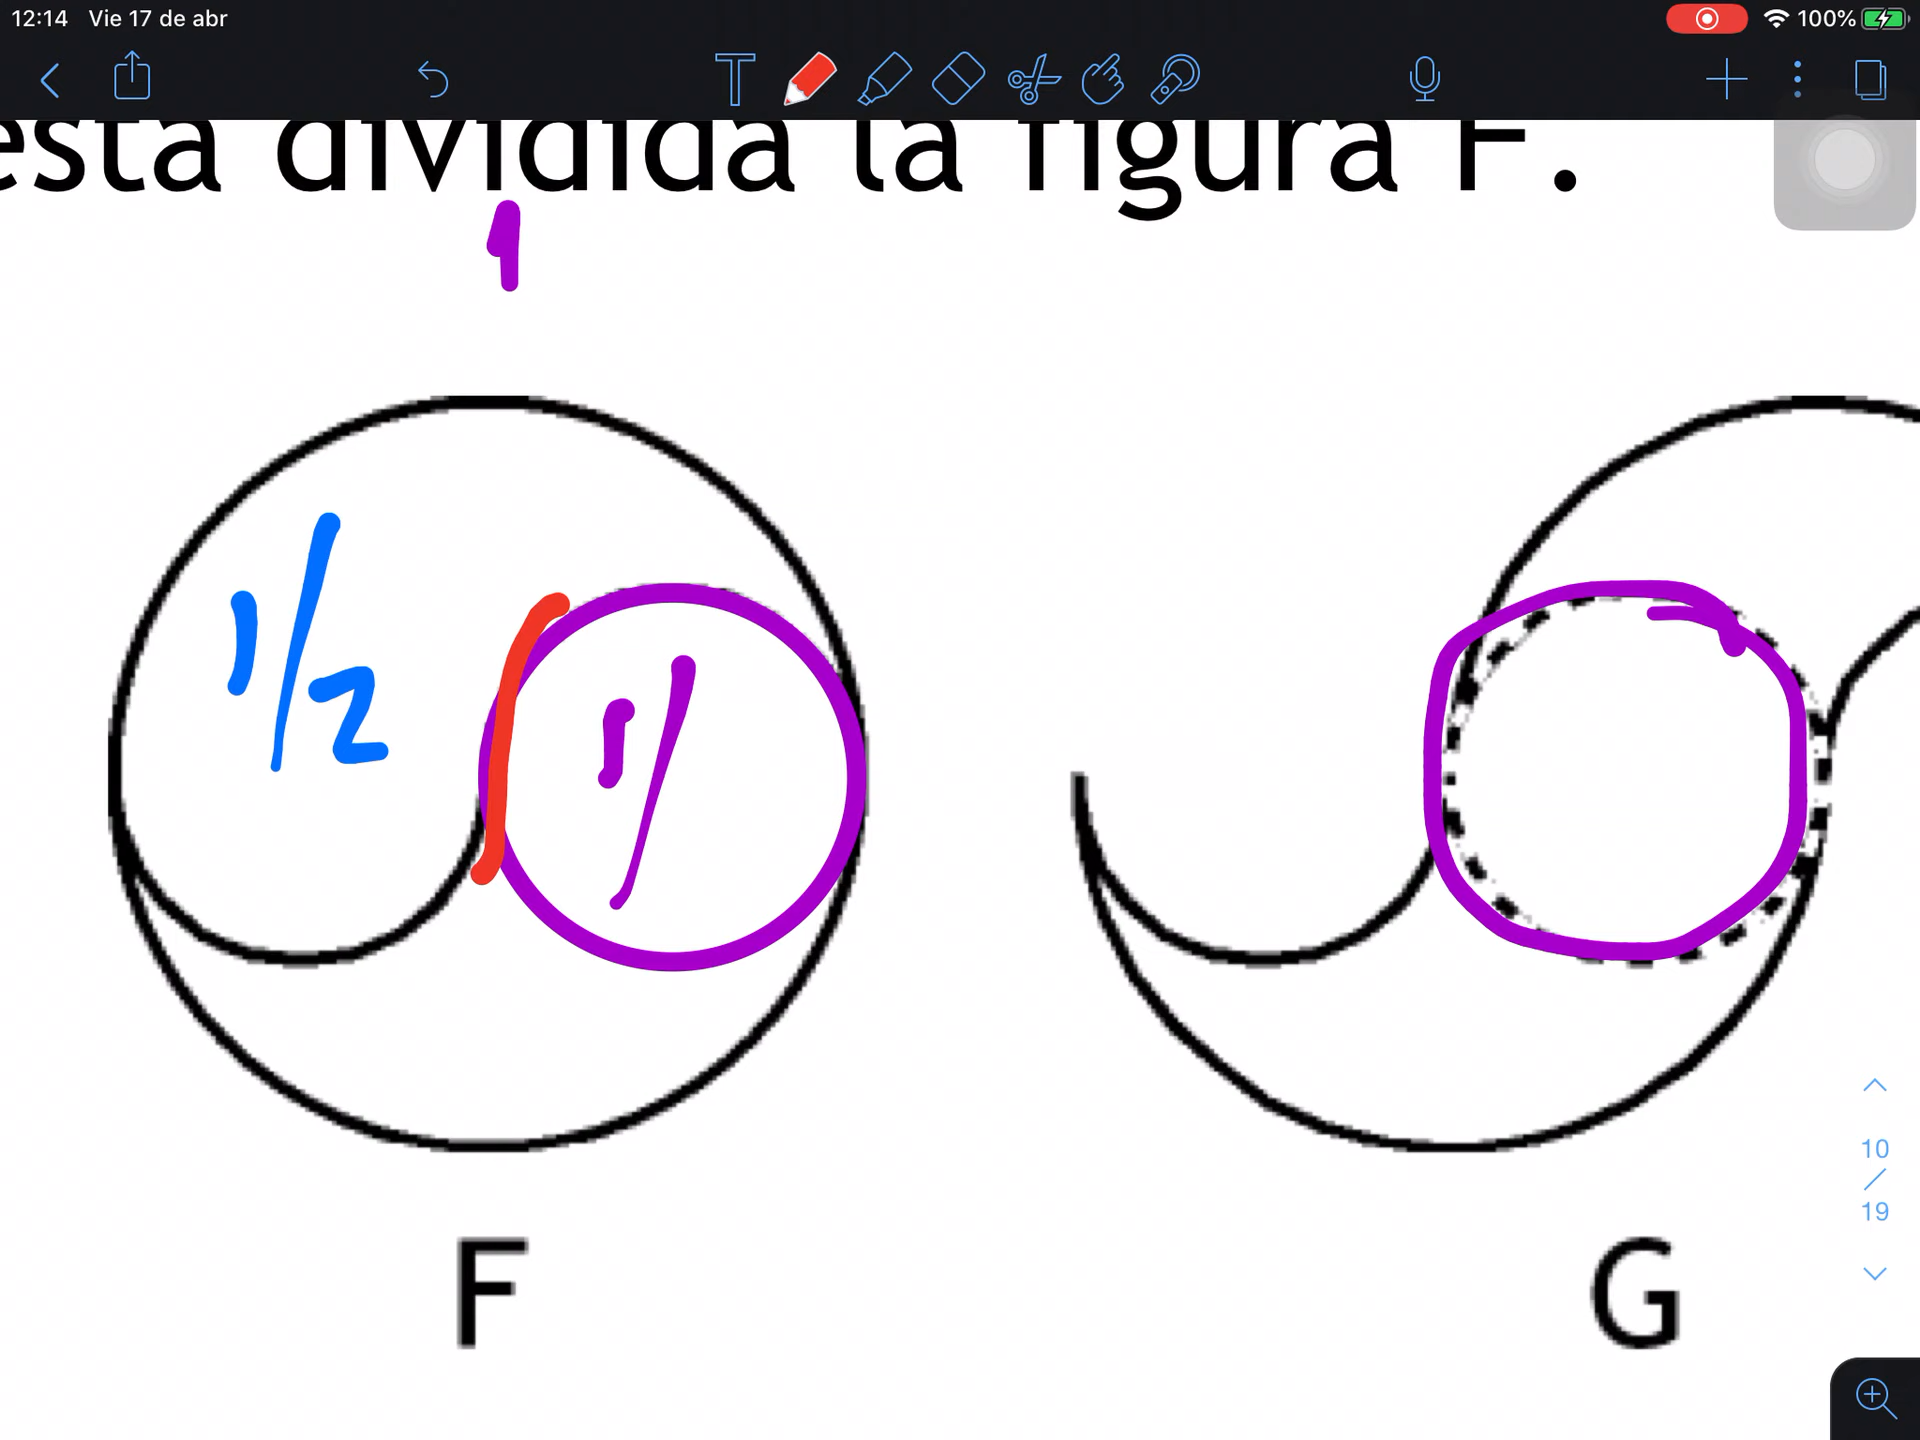 12:14 Vie 17 de abr 100%
esta dividida la figura F.
1
1/2
1/
F
G
10
/
19